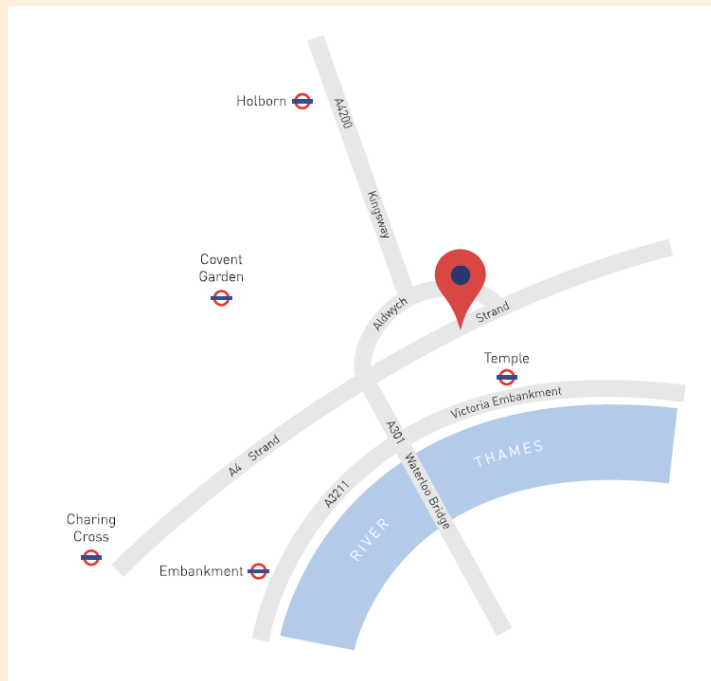 Holborn
A4200
Kingsway
Covent
Garden
Aldwych
Strand
Temple
Victoria Embankment
A4 Strand
A301
Waterloo Bridge
THAMES
A3211
RIVER
Charing
Cross
Embankment